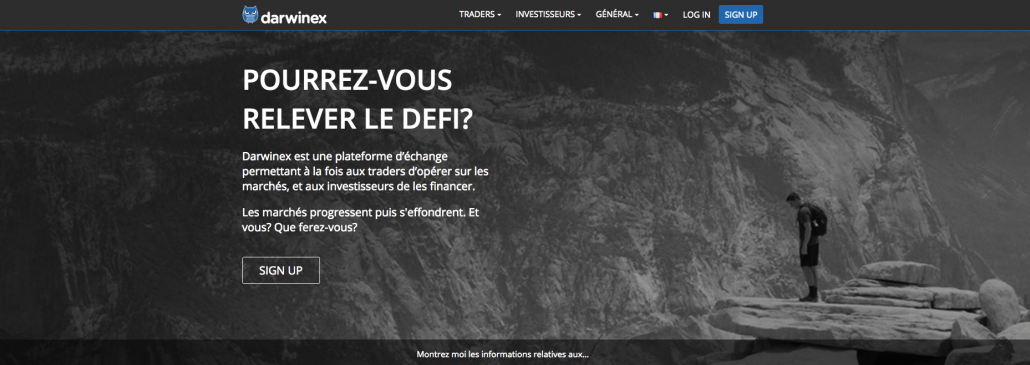 darwinex
TRADERS
INVESTISSEURS
GÉNÉRAL
LOG IN
SIGN UP
POURREZ-VOUS
RELEVER LE DEFI?
Darwinex est une plateforme d'échange
permettant à la fois aux traders d'opérer sur les
marchés, et aux investisseurs de les financer.
Les marchés progressent puis s'effondrent. Et
vous? Que ferez-vous?
SIGN UP
Montrez moi les informations relatives aux...